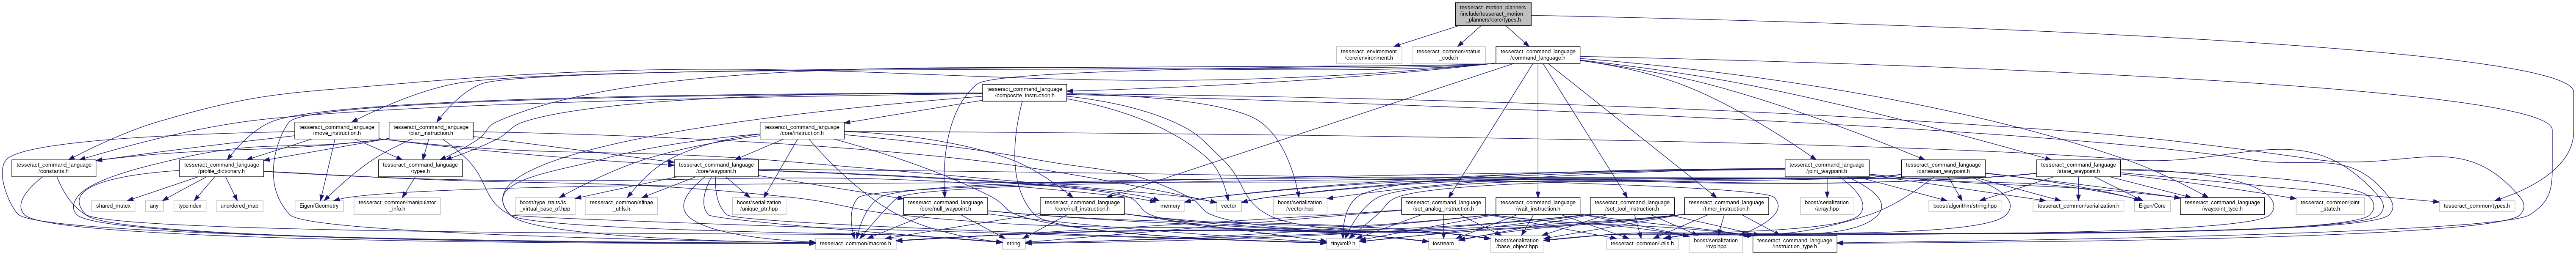 tesseract_motion_planners
/include/tesseract_motion
_planners/core/types.h
tesseract_environment
/core/environment.h
tesseract_common/status
_code.h
tesseract_command_language
/command_language.h
tesseract_command_language
/composite_instruction.h
tesseract_command_language
/move_instruction.h
tesseract_command_language
/plan_instruction.h
tesseract_command_language
/core/instruction.h
tesseract_command_language
/constants.h
tesseract_command_language
/profile_dictionary.h
tesseract_command_language
/types.h
tesseract_command_language
/core/waypoint.h
tesseract_command_language
/joint_waypoint.h
tesseract_command_language
/cartesian_waypoint.h
tesseract_command_language
/state_waypoint.h
shared_mutex
any
typeindex
unordered_map
Eigen/Geometry
tesseract_common/manipulator
_info.h
boost/type_traits/is
_virtual_base_of.hpp
tesseract_common/sfinae
_utils.h
boost/serialization
/unique_ptr.hpp
tesseract_command_language
/core/null_waypoint.h
tesseract_command_language
/core/null_instruction.h
memory
vector
boost/serialization
/vector.hpp
tesseract_command_language
/set_analog_instruction.h
tesseract_command_language
/wait_instruction.h
tesseract_command_language
/set_tool_instruction.h
tesseract_command_language
/timer_instruction.h
boost/serialization
/array.hpp
boost/algorithm/string.hpp
tesseract_common/serialization.h
Eigen/Core
tesseract_command_language
/waypoint_type.h
tesseract_common/joint
_state.h
tesseract_common/types.h
tesseract_common/macros.h
string
tinyxml2.h
iostream
boost/serialization
/base_object.hpp
tesseract_common/utils.h
boost/serialization
/nvp.hpp
tesseract_command_language
/instruction_type.h